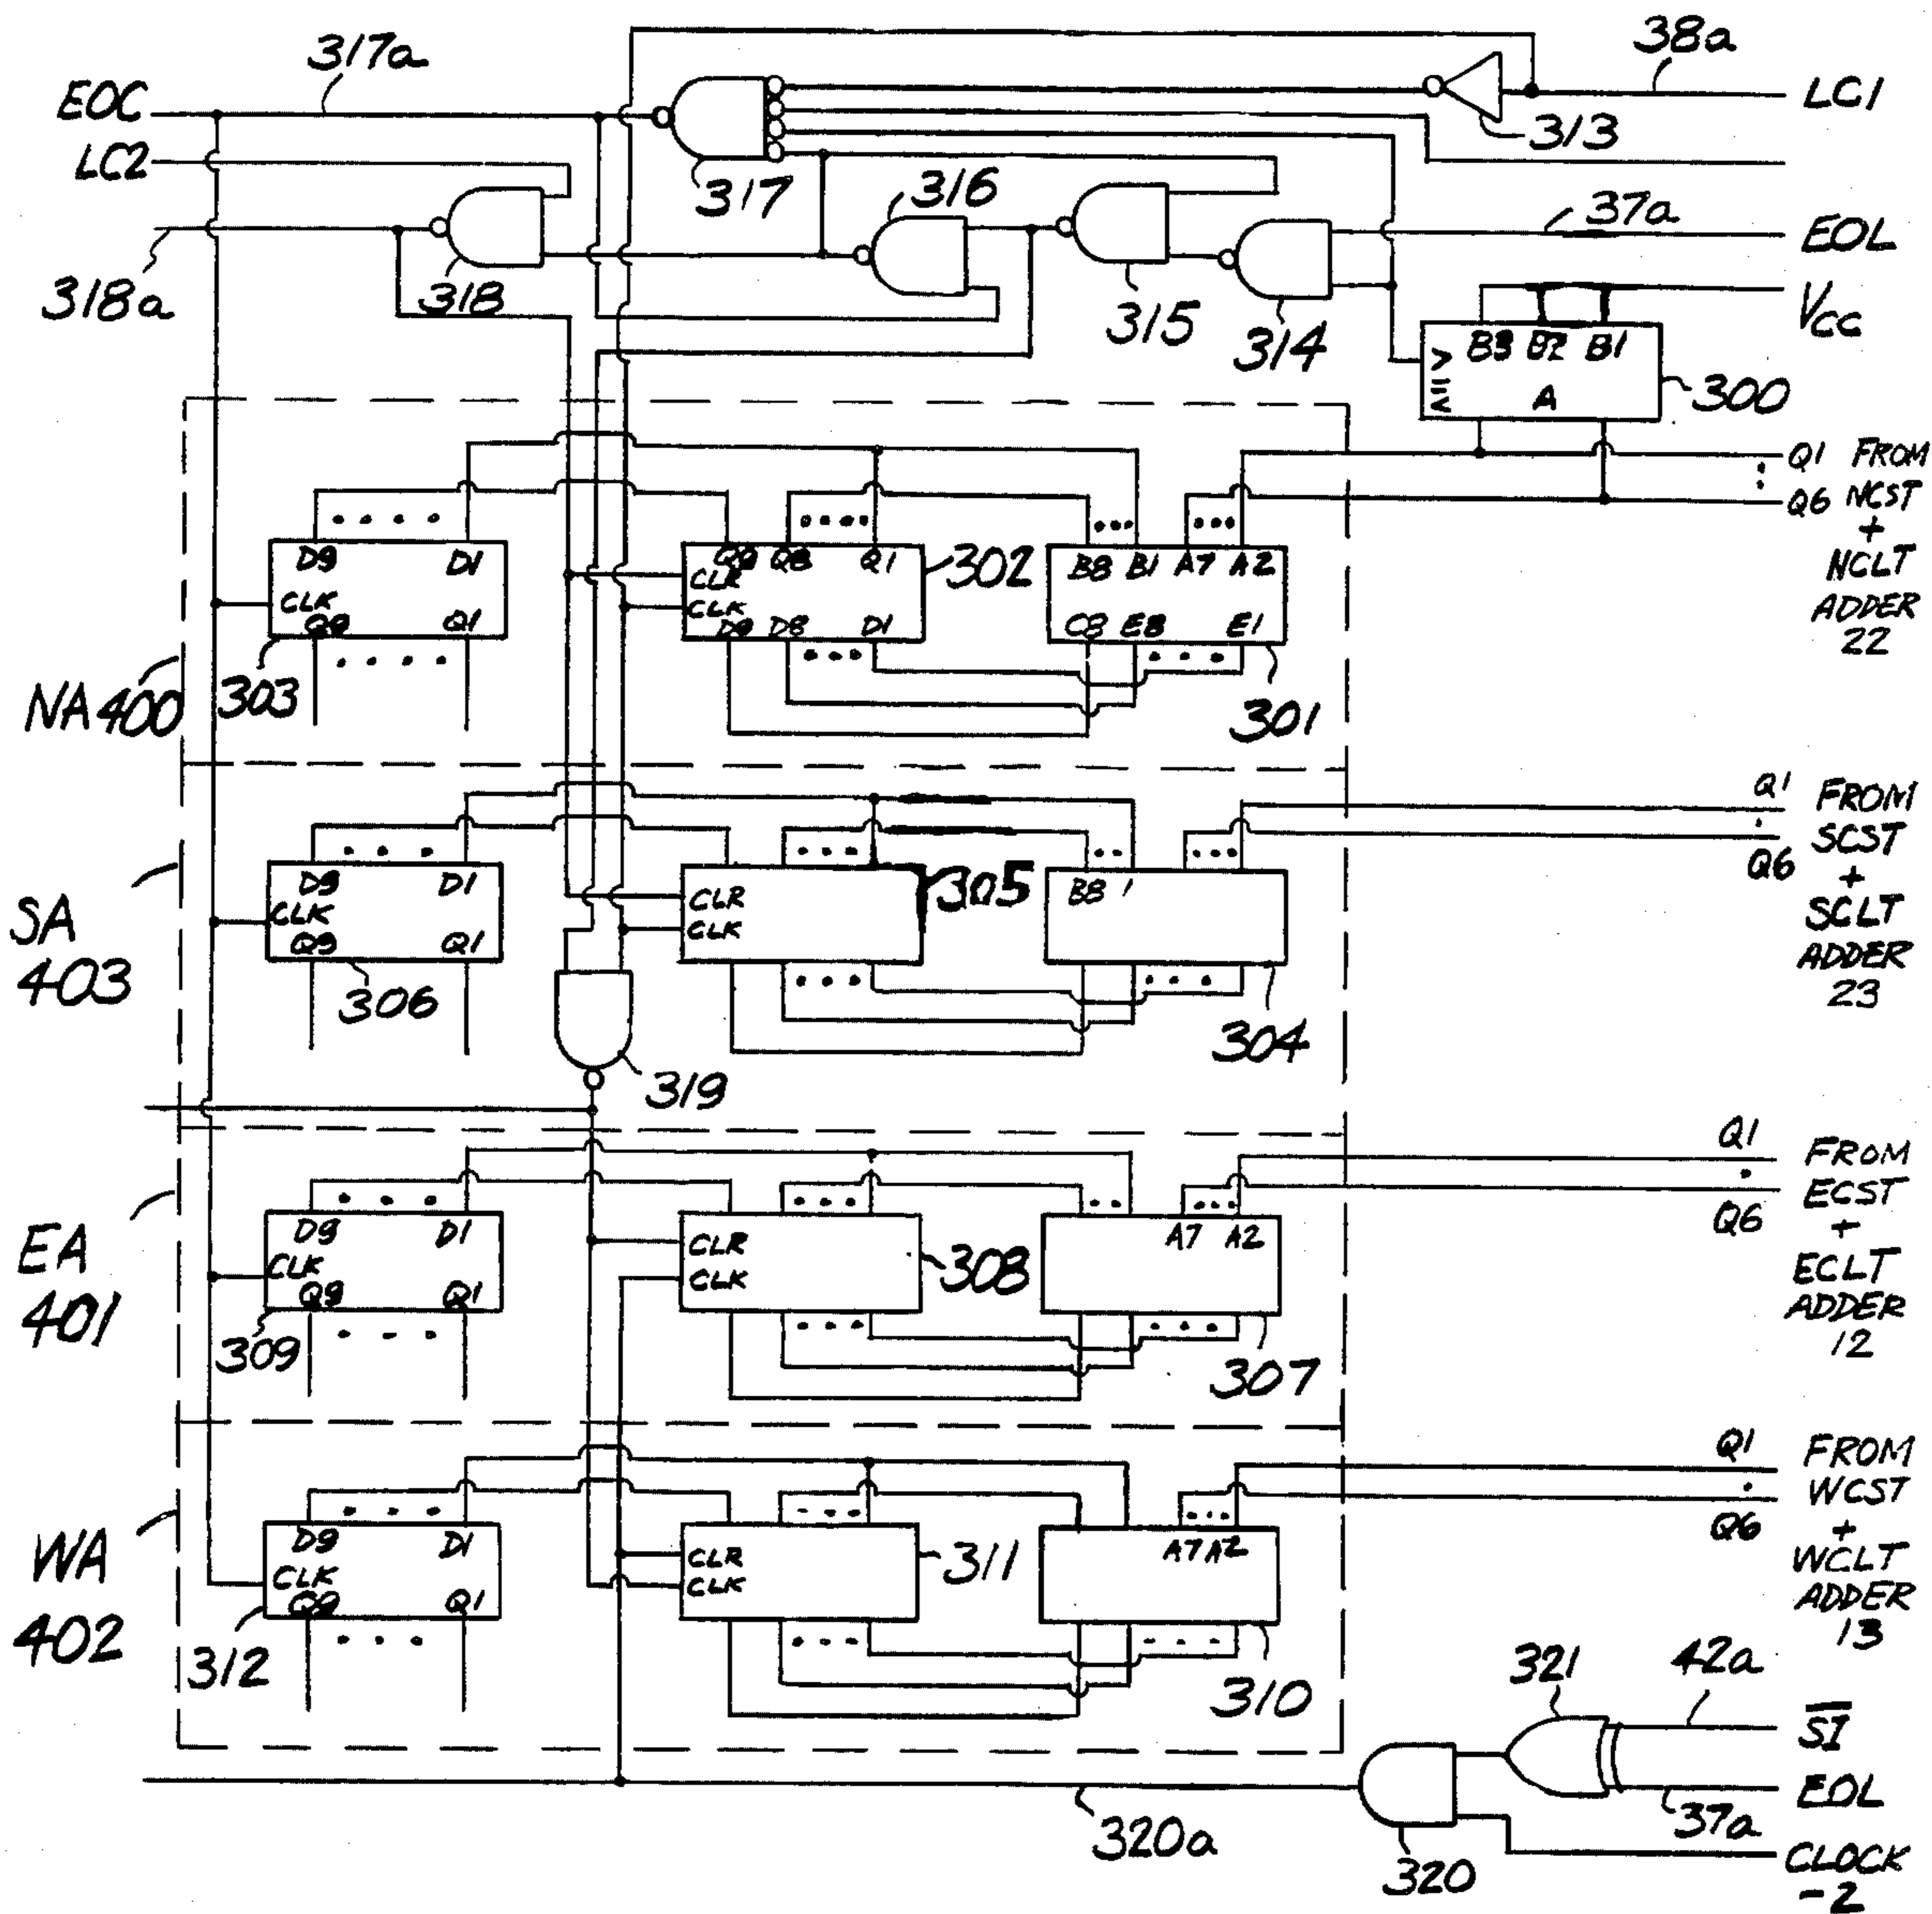 317a
38a
EOC
LC1
313
LC2
317
316
37a
EOL
318a
318
315
314
VCC
B3 B2 B1
>
=
<
A
300
Q1 FROM
Q6 NCST
+
NCLT
ADDER
22
D9 D1
CLK
Q9 Q1
303
Q9 Q8 Q1
CLR
CLK
D9 D8 D1
302
B8 B1 A7 A2
C8 E8 E1
301
NA 400
Q1 FROM
SCST
Q6
+
SCLT
ADDER
23
D9 D1
CLK
Q9 Q1
306
CLR
CLK
305
B8 1
304
SA
403
319
Q1 FROM
ECST
Q6
+
ECLT
ADDER
12
D9 D1
CLK
Q9 Q1
309
CLR
CLK
308
A7 A2
307
EA
401
Q1 FROM
WCST
Q6
+
WCLT
ADDER
13
D9 D1
CLK
Q9 Q1
312
CLR
CLK
311
A7 A2
310
WA
402
321
42a
S̅I̅
EOL
37a
320a
320
CLOCK
-2